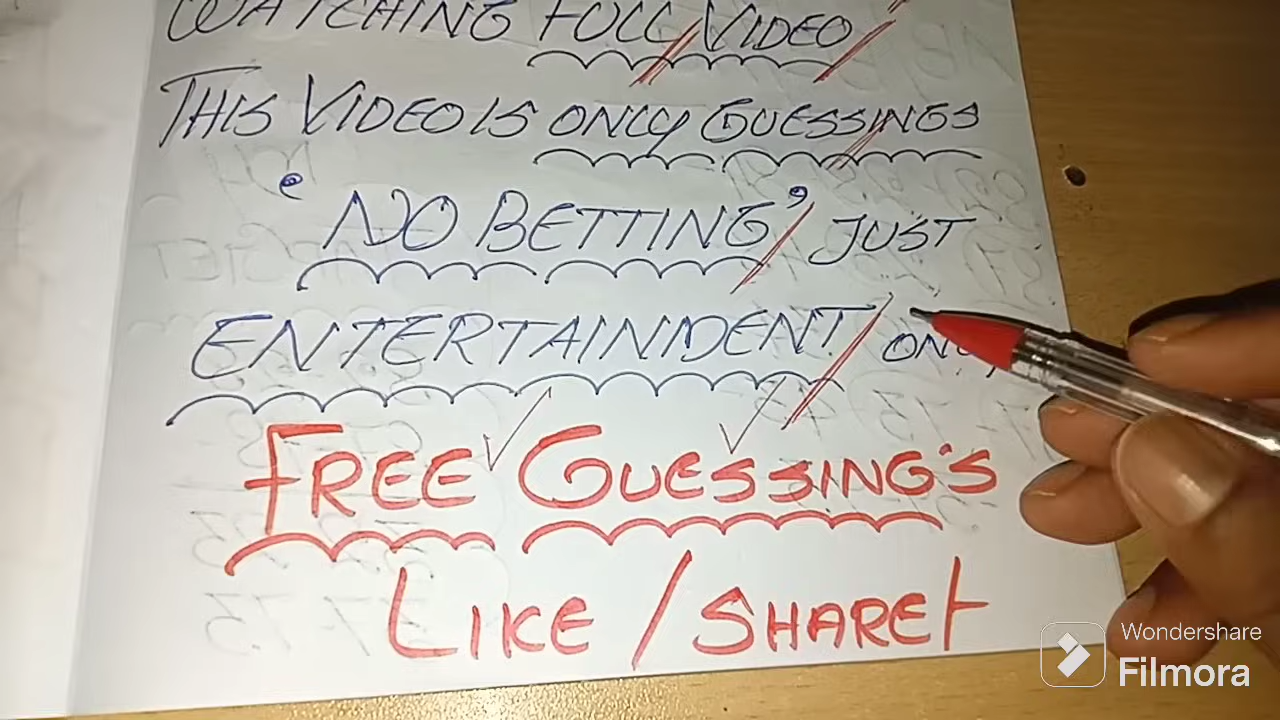 WATCHING FULL VIDEO
THIS VIDEO IS ONLY GUESSINGS
"NO BETTING" JUST
ENTERTAINMENT ONLY
FREE GUESSING'S
LIKE / SHARE
Wondershare
Filmora